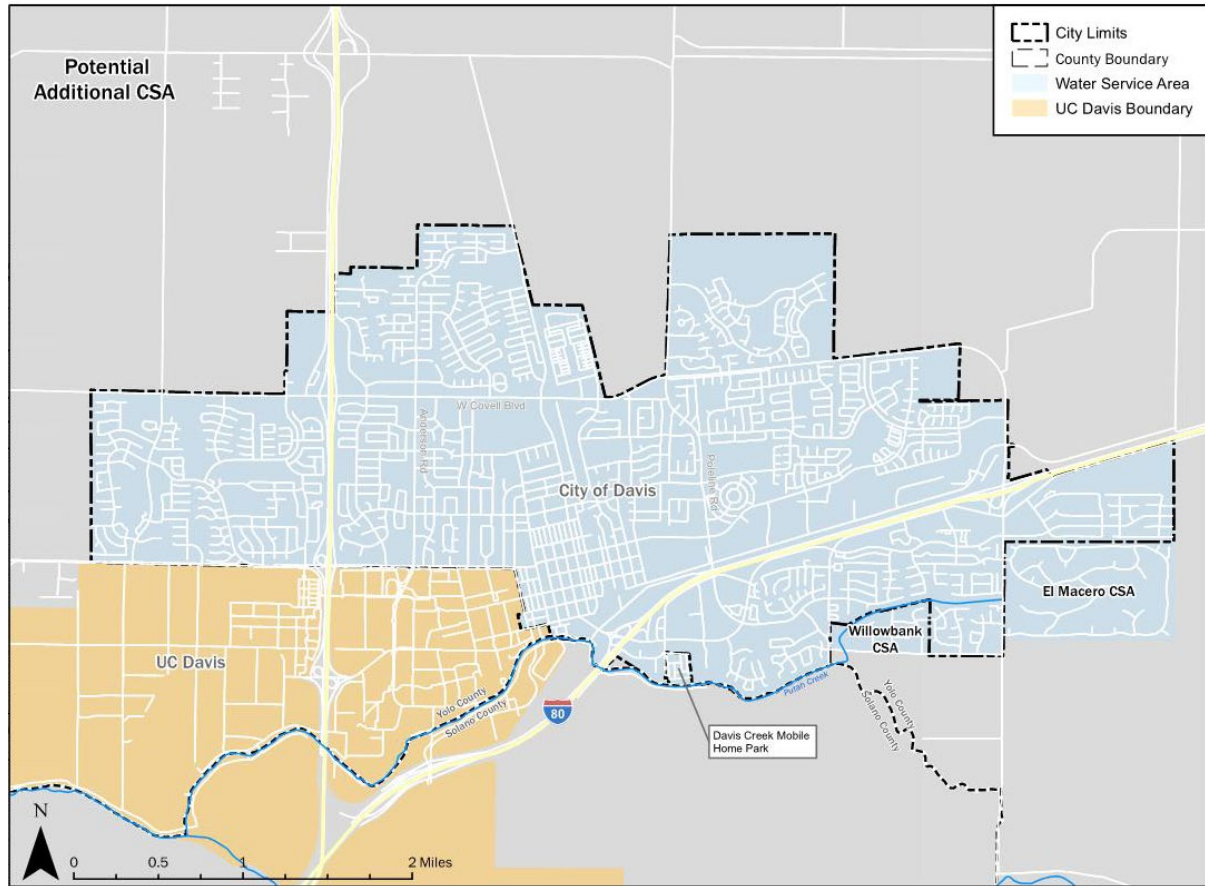 Potential
Additional CSA
City Limits
County Boundary
Water Service Area
UC Davis Boundary
W Covell Blvd
Anderson Rd
Poleline Rd
City of Davis
El Macero CSA
Willowbank
CSA
UC Davis
Yolo County
Solano County
Putah Creek
Yolo County
Solano County
80
Davis Creek Mobile
Home Park
N
0 0.5 1 2 Miles